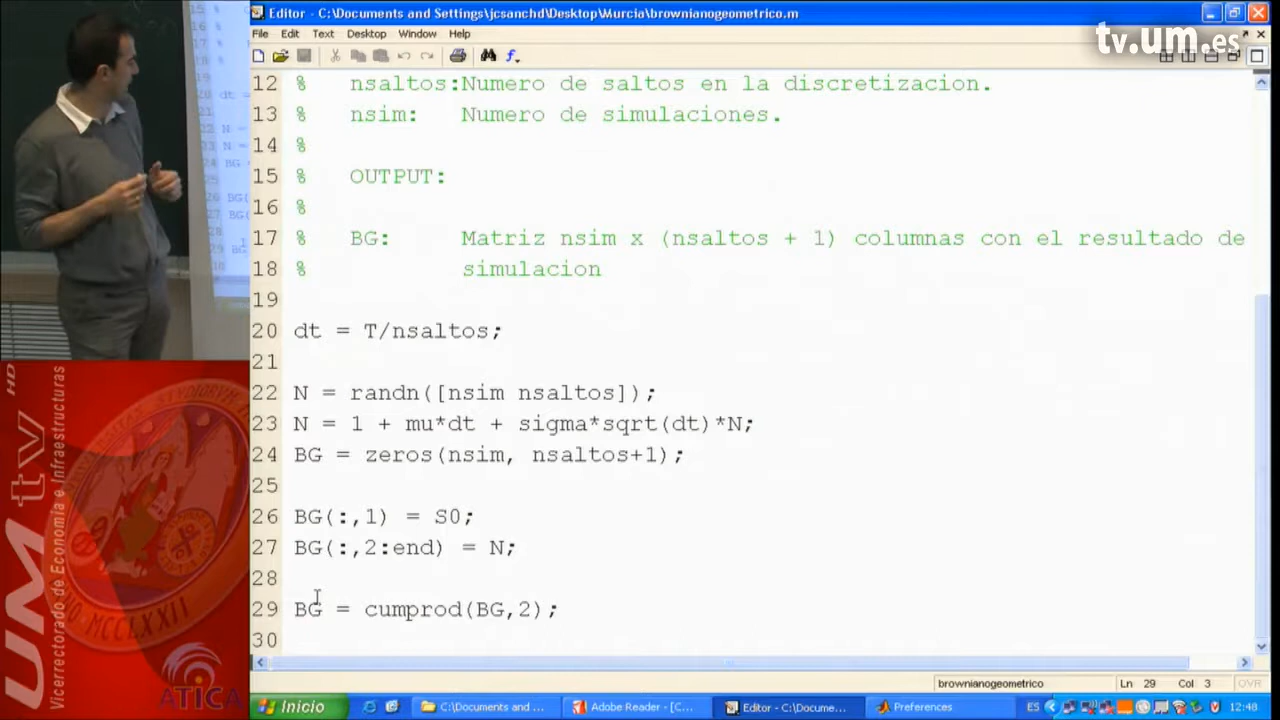 Editor - C:\Documents and Settings\jcsanchd\Desktop\Murcia\brownianogeometrico.m
tv.um.es
File Edit Text Desktop Window Help
12 % nsaltos:Numero de saltos en la discretizacion.
13 % nsim: Numero de simulaciones.
14 %
15 % OUTPUT:
16 %
17 % BG: Matriz nsim x (nsaltos + 1) columnas con el resultado de
18 % simulacion
19
20 dt = T/nsaltos;
21
22 N = randn([nsim nsaltos]);
23 N = 1 + mu*dt + sigma*sqrt(dt)*N;
24 BG = zeros(nsim, nsaltos+1);
25
26 BG(:,1) = S0;
27 BG(:,2:end) = N;
28
29 BG = cumprod(BG,2);
30
brownianogeometrico Ln 29 Col 3 OVR
Inicio C:\Documents and ... Adobe Reader - [C... Editor - C:\Docume... Preferences ES 12:48
UMtv HD
Vicerrectorado de Economía e Infraestructuras
MCCLXXII
ATICA